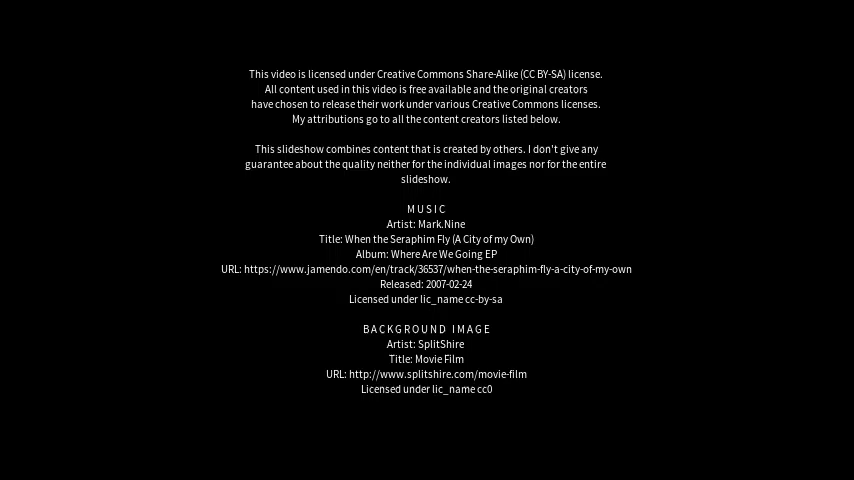 This video is licensed under Creative Commons Share-Alike (CC BY-SA) license.
All content used in this video is free available and the original creators
have chosen to release their work under various Creative Commons licenses.
My attributions go to all the content creators listed below.
This slideshow combines content that is created by others. I don't give any
guarantee about the quality neither for the individual images nor for the entire
slideshow.
MUSIC
Artist: Mark.Nine
Title: When the Seraphim Fly (A City of my Own)
Album: Where Are We Going EP
URL: https://www.jamendo.com/en/track/36537/when-the-seraphim-fly-a-city-of-my-own
Released: 2007-02-24
Licensed under lic_name cc-by-sa
BACKGROUND IMAGE
Artist: SplitShire
Title: Movie Film
URL: http://www.splitshire.com/movie-film
Licensed under lic_name cc0